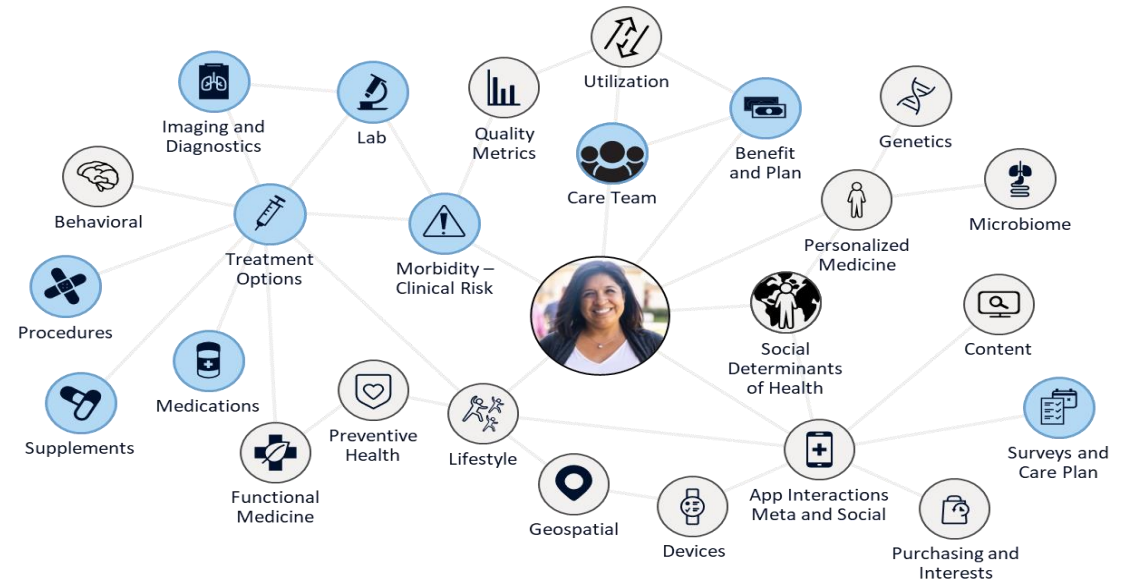 Utilization
Imaging and
Diagnostics
Lab
Quality
Metrics
Benefit
and Plan
Genetics
Care Team
Behavioral
Microbiome
Treatment
Options
Morbidity –
Clinical Risk
Personalized
Medicine
Procedures
Social
Determinants
of Health
Content
Medications
Supplements
Preventive
Health
Lifestyle
Surveys and
Care Plan
Functional
Medicine
Geospatial
App Interactions
Meta and Social
Devices
Purchasing and
Interests